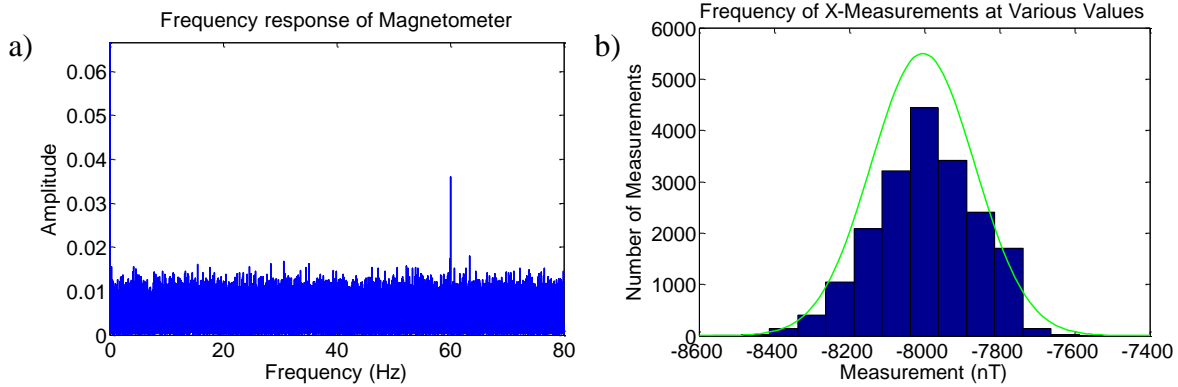 a)
Frequency response of Magnetometer
Amplitude
0.06
0.05
0.04
0.03
0.02
0.01
0
0 20 40 60 80
Frequency (Hz)
b)
Frequency of X-Measurements at Various Values
Number of Measurements
6000
5000
4000
3000
2000
1000
0
-8600 -8400 -8200 -8000 -7800 -7600 -7400
Measurement (nT)